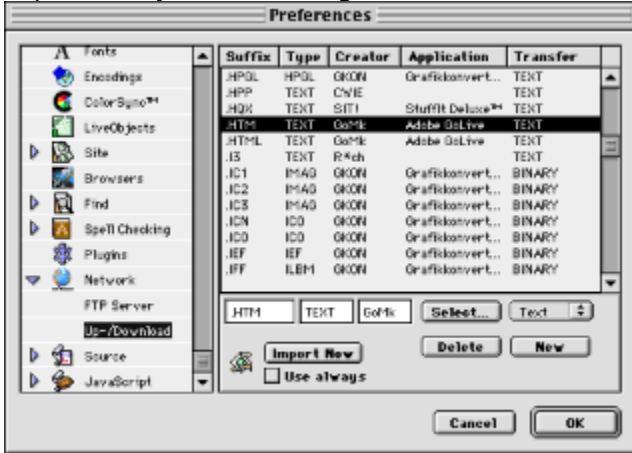 Preferences
Fonts
Encodings
ColorSync™
LiveObjects
Site
Browsers
Find
Spell Checking
Plugins
Network
FTP Server
Up-/Download
Source
JavaScript
Suffix Type Creator Application Transfer
.HPGL HPGL GKON Grafikkonvert... TEXT
.HPP TEXT CWIE TEXT
.HQX TEXT SIT! StuffIt Deluxe™ TEXT
.HTM TEXT GoMk Adobe GoLive TEXT
.HTML TEXT GoMk Adobe GoLive TEXT
.I3 TEXT R*ch TEXT
.IC1 IMAG GKON Grafikkonvert... BINARY
.IC2 IMAG GKON Grafikkonvert... BINARY
.IC3 IMAG GKON Grafikkonvert... BINARY
.ICN ICO GKON Grafikkonvert... BINARY
.ICO ICO GKON Grafikkonvert... BINARY
.IEF IEF GKON Grafikkonvert... BINARY
.IFF ILBM GKON Grafikkonvert... BINARY
.HTM TEXT GoMk Select... Text
Import Now Delete New
Use always
Cancel OK